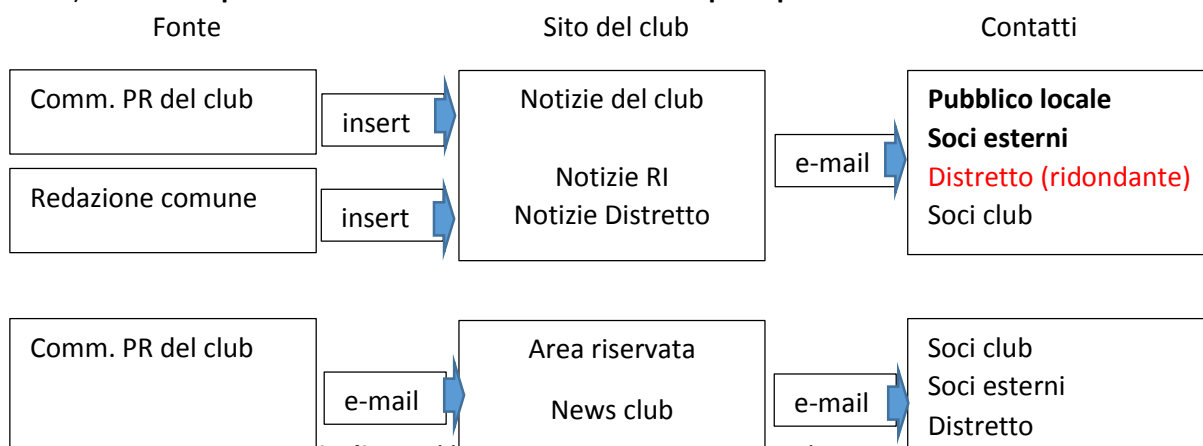 Fonte
Sito del club
Contatti
Comm. PR del club
insert
Redazione comune
insert
Notizie del club
Notizie RI
Notizie Distretto
e-mail
Pubblico locale
Soci esterni
Distretto (ridondante)
Soci club
Comm. PR del club
e-mail
Area riservata
News club
e-mail
Soci club
Soci esterni
Distretto